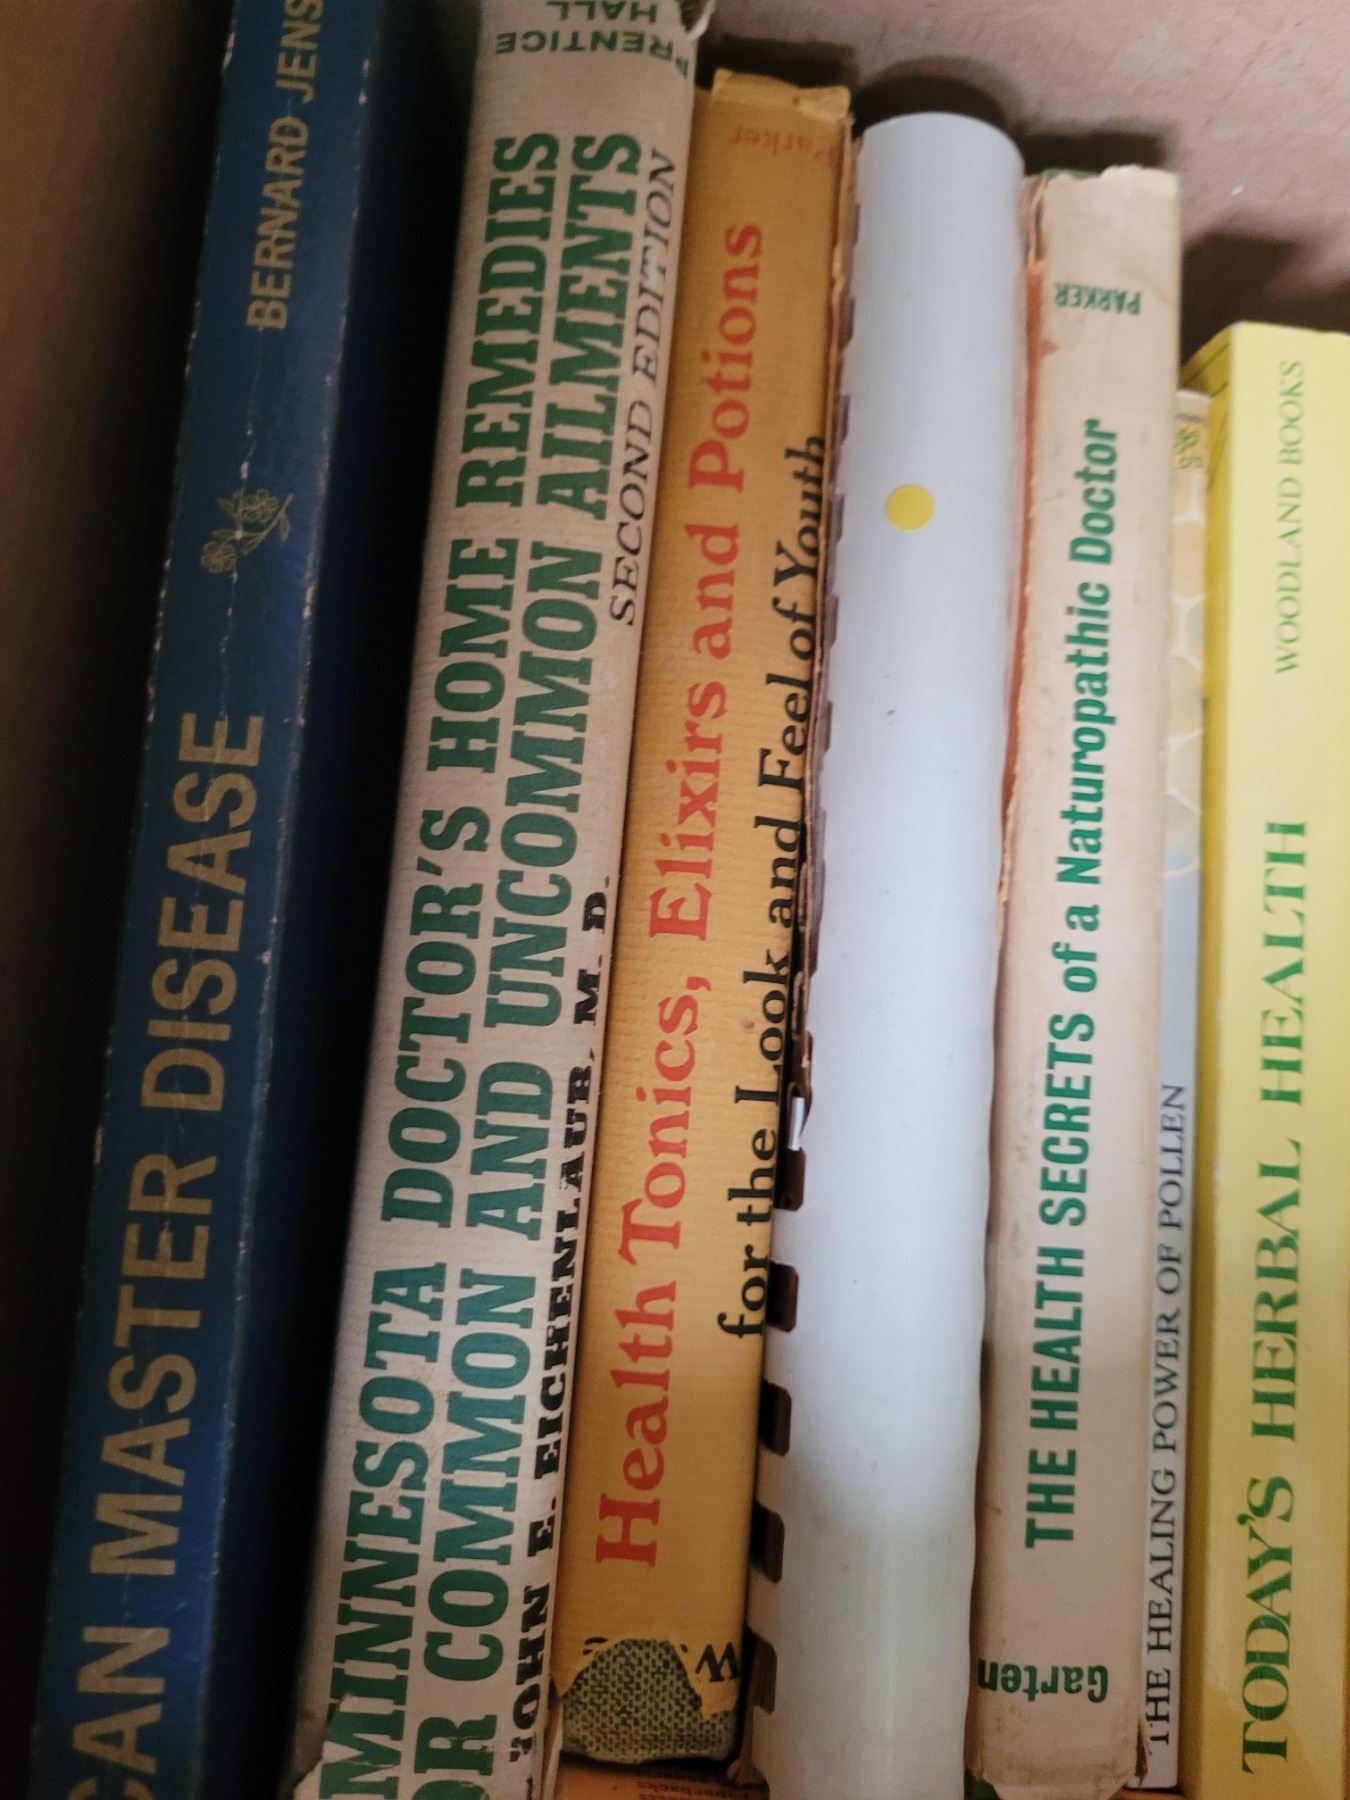 CAN MASTER DISEASE
BERNARD JENS
MINNESOTA DOCTOR'S HOME REMEDIES
OR COMMON AND UNCOMMON AILMENTS
SECOND EDITION
JOHN E. EICHENLAUB, M. D.
PRENTICE
HALL
Health Tonics, Elixirs and Potions
for the Look and Feel of Youth
Parker
W
paperbacks
Garten
THE HEALTH SECRETS of a Naturopathic Doctor
PARKER
THE HEALING POWER OF POLLEN
TODAY'S HERBAL HEALTH
WOODLAND BOOKS